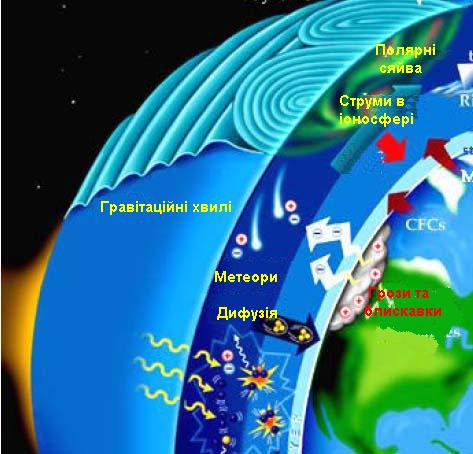 Полярні
сяйва
Струми в
іоносфері
Гравітаційні хвилі
CFCs
Метеори
Грози та
блискавки
Дифузія